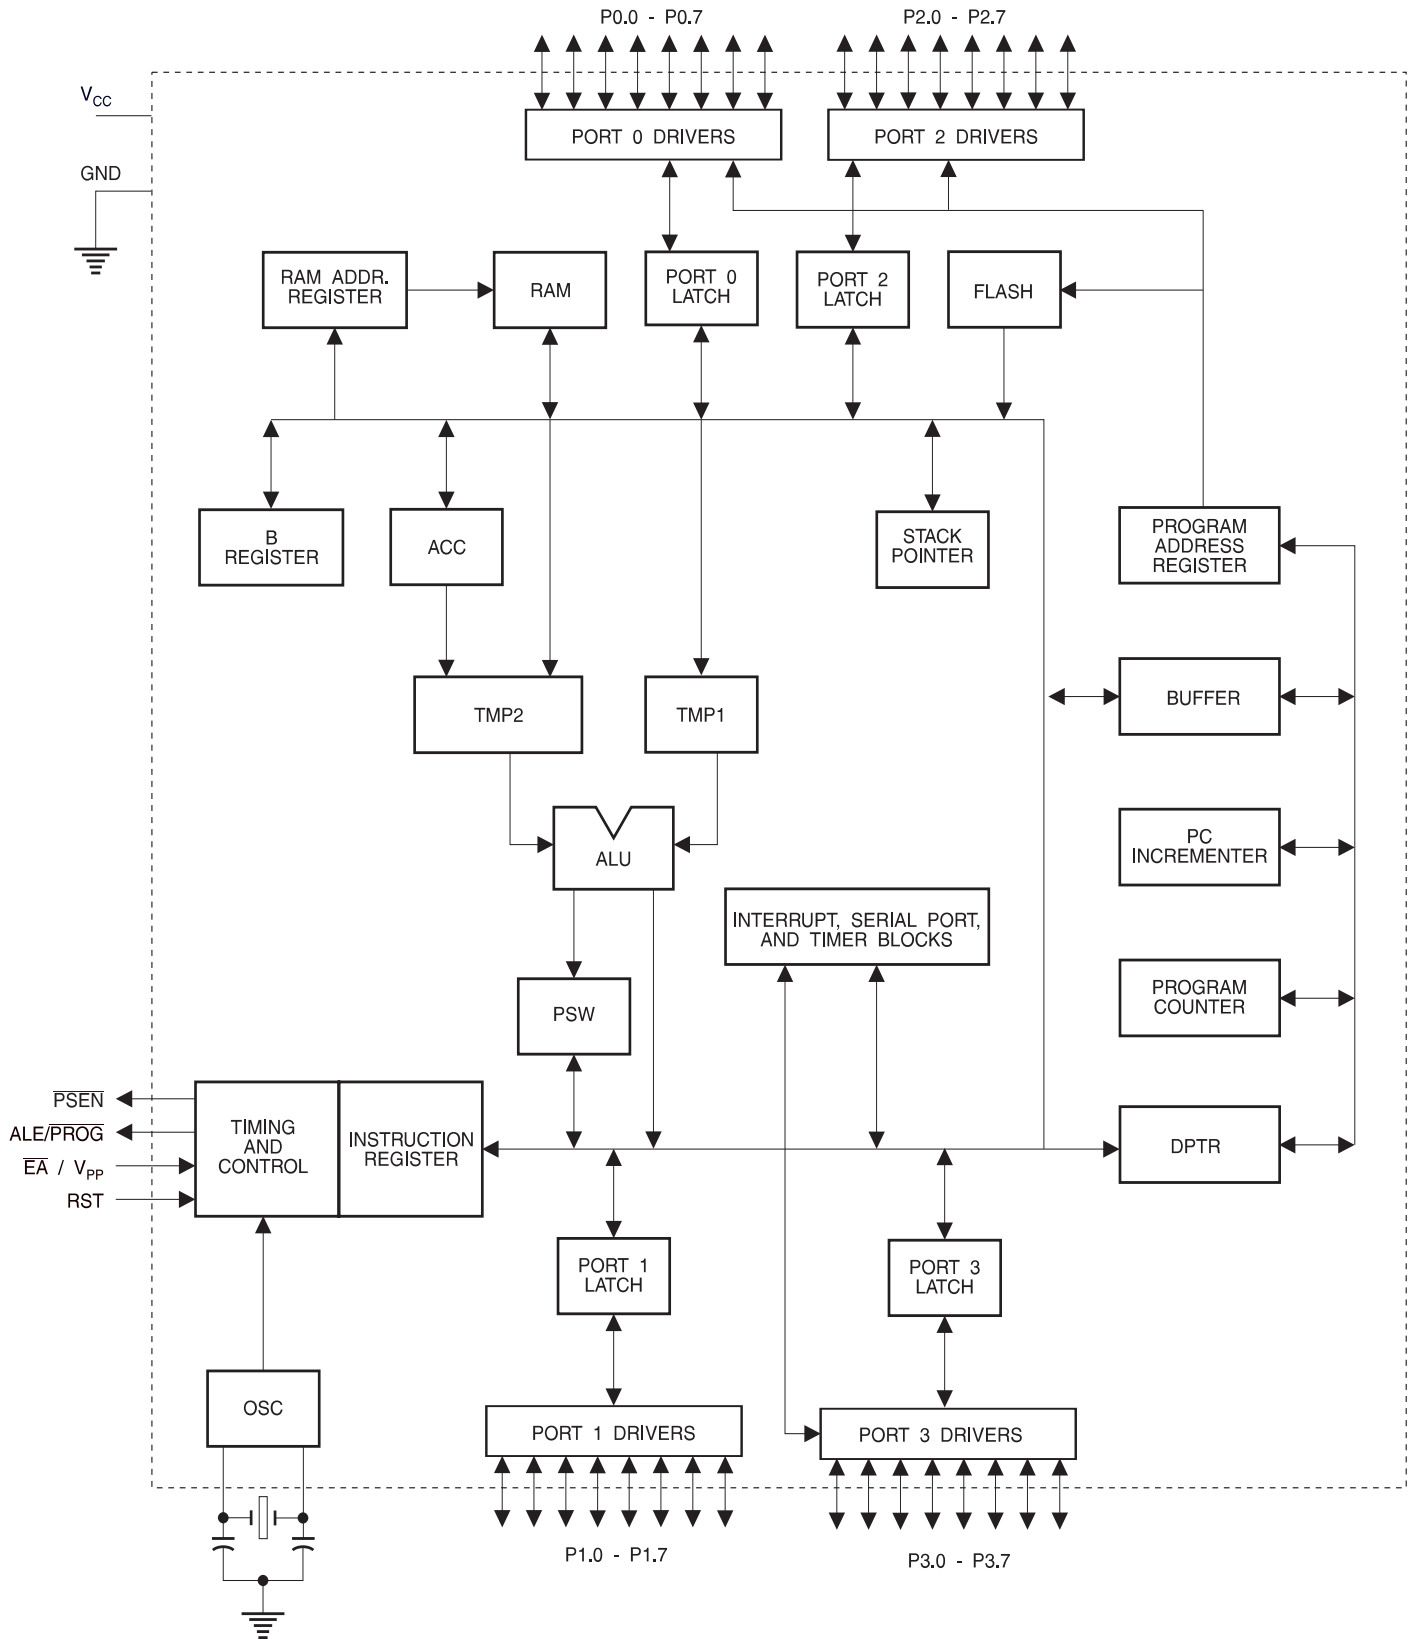 P0.0 - P0.7
P2.0 - P2.7
VCC
GND
PORT 0 DRIVERS
PORT 2 DRIVERS
RAM ADDR.
REGISTER
RAM
PORT 0
LATCH
PORT 2
LATCH
FLASH
B
REGISTER
ACC
STACK
POINTER
PROGRAM
ADDRESS
REGISTER
TMP2
TMP1
BUFFER
ALU
PC
INCREMENTER
INTERRUPT, SERIAL PORT,
AND TIMER BLOCKS
PSW
PROGRAM
COUNTER
PSEN
ALE/PROG
EA / VPP
RST
TIMING
AND
CONTROL
INSTRUCTION
REGISTER
DPTR
PORT 1
LATCH
PORT 3
LATCH
OSC
PORT 1 DRIVERS
PORT 3 DRIVERS
P1.0 - P1.7
P3.0 - P3.7